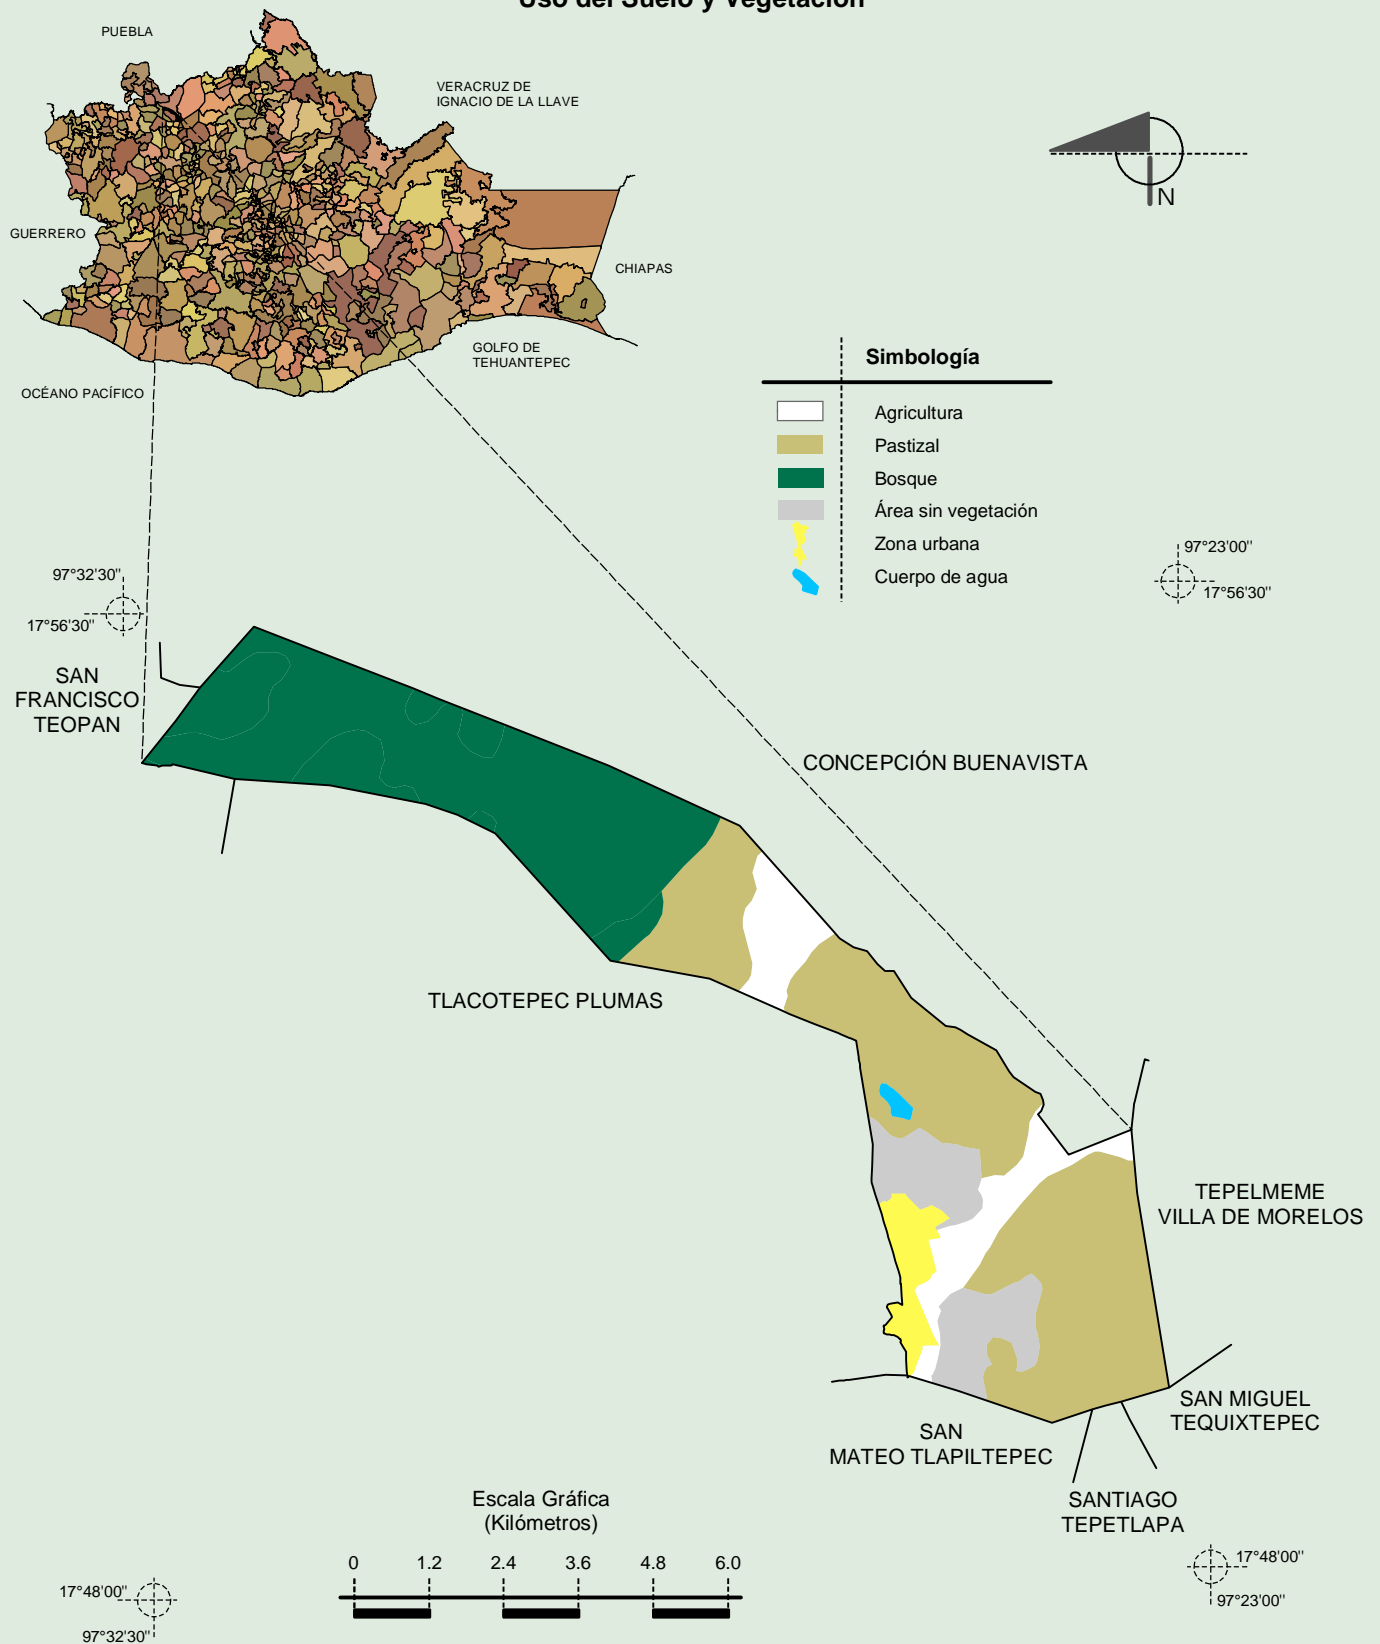 Uso del Suelo y Vegetación
PUEBLA
VERACRUZ DE
IGNACIO DE LA LLAVE
N
GUERRERO
CHIAPAS
GOLFO DE
TEHUANTEPEC
OCÉANO PACÍFICO
Simbología
Agricultura
Pastizal
Bosque
Área sin vegetación
Zona urbana
Cuerpo de agua
97°32'30"
17°56'30"
97°23'00"
17°56'30"
SAN
FRANCISCO
TEOPAN
CONCEPCIÓN BUENAVISTA
TLACOTEPEC PLUMAS
TEPELMEME
VILLA DE MORELOS
SAN MIGUEL
TEQUIXTEPEC
SAN
MATEO TLAPILTEPEC
SANTIAGO
TEPETLAPA
Escala Gráfica
(Kilómetros)
0 1.2 2.4 3.6 4.8 6.0
17°48'00"
97°32'30"
17°48'00"
97°23'00"